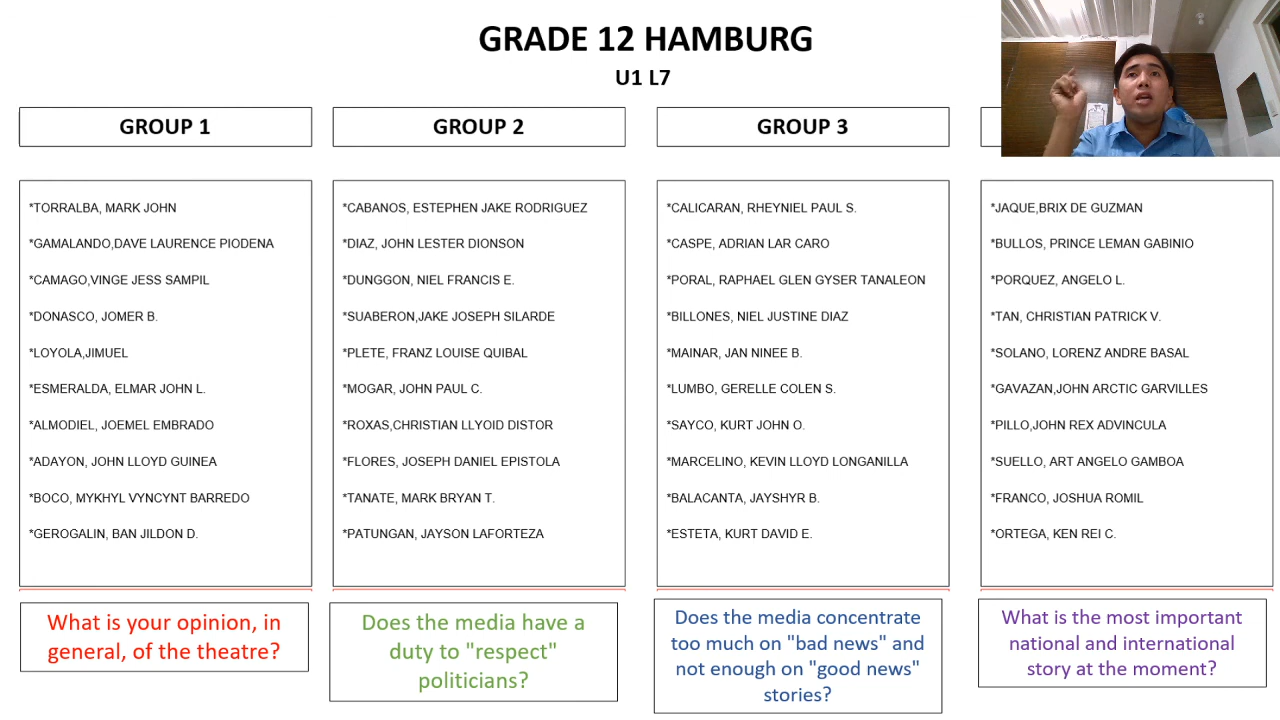 GRADE 12 HAMBURG
U1 L7
GROUP 1
*TORRALBA, MARK JOHN
*GAMALANDO,DAVE LAURENCE PIODENA
*CAMAGO,VINGE JESS SAMPIL
*DONASCO, JOMER B.
*LOYOLA,JIMUEL
*ESMERALDA, ELMAR JOHN L.
*ALMODIEL, JOEMEL EMBRADO
*ADAYON, JOHN LLOYD GUINEA
*BOCO, MYKHYL VYNCYNT BARREDO
*GEROGALIN, BAN JILDON D.
What is your opinion, in
general, of the theatre?
GROUP 2
*CABANOS, ESTEPHEN JAKE RODRIGUEZ
*DIAZ, JOHN LESTER DIONSON
*DUNGGON, NIEL FRANCIS E.
*SUABERON,JAKE JOSEPH SILARDE
*PLETE, FRANZ LOUISE QUIBAL
*MOGAR, JOHN PAUL C.
*ROXAS,CHRISTIAN LLYOID DISTOR
*FLORES, JOSEPH DANIEL EPISTOLA
*TANATE, MARK BRYAN T.
*PATUNGAN, JAYSON LAFORTEZA
Does the media have a
duty to "respect"
politicians?
GROUP 3
*CALICARAN, RHEYNIEL PAUL S.
*CASPE, ADRIAN LAR CARO
*PORAL, RAPHAEL GLEN GYSER TANALEON
*BILLONES, NIEL JUSTINE DIAZ
*MAINAR, JAN NINEE B.
*LUMBO, GERELLE COLEN S.
*SAYCO, KURT JOHN O.
*MARCELINO, KEVIN LLOYD LONGANILLA
*BALACANTA, JAYSHYR B.
*ESTETA, KURT DAVID E.
Does the media concentrate
too much on "bad news" and
not enough on "good news"
stories?
*JAQUE,BRIX DE GUZMAN
*BULLOS, PRINCE LEMAN GABINIO
*PORQUEZ, ANGELO L.
*TAN, CHRISTIAN PATRICK V.
*SOLANO, LORENZ ANDRE BASAL
*GAVAZAN,JOHN ARCTIC GARVILLES
*PILLO,JOHN REX ADVINCULA
*SUELLO, ART ANGELO GAMBOA
*FRANCO, JOSHUA ROMIL
*ORTEGA, KEN REI C.
What is the most important
national and international
story at the moment?